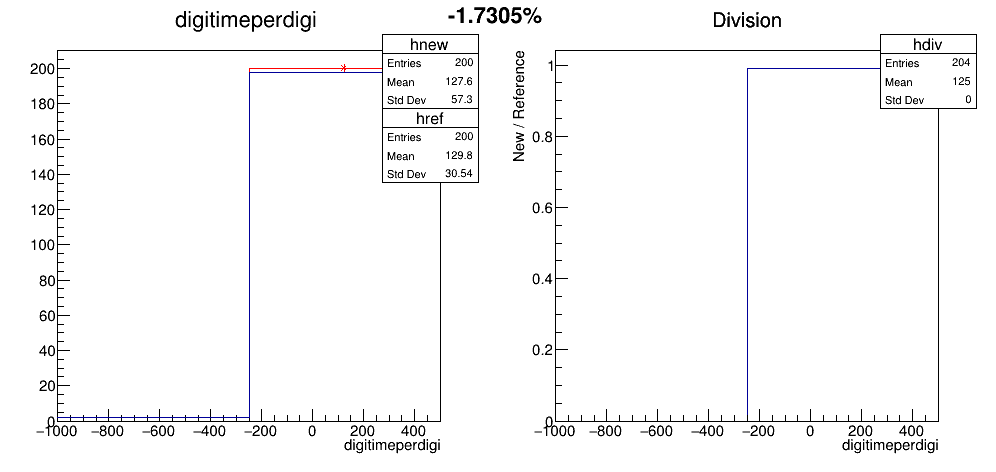 -1.7305%
digitimeperdigi
hnew
Entries 200
Mean 127.6
Std Dev 57.3
href
Entries 200
Mean 129.8
Std Dev 30.54
200
180
160
140
120
100
80
60
40
20
0
−1000 −800 −600 −400 −200 0 200 400
digitimeperdigi
Division
hdiv
Entries 204
Mean 125
Std Dev 0
New / Reference
1
0.8
0.6
0.4
0.2
0
−1000 −800 −600 −400 −200 0 200 400
digitimeperdigi